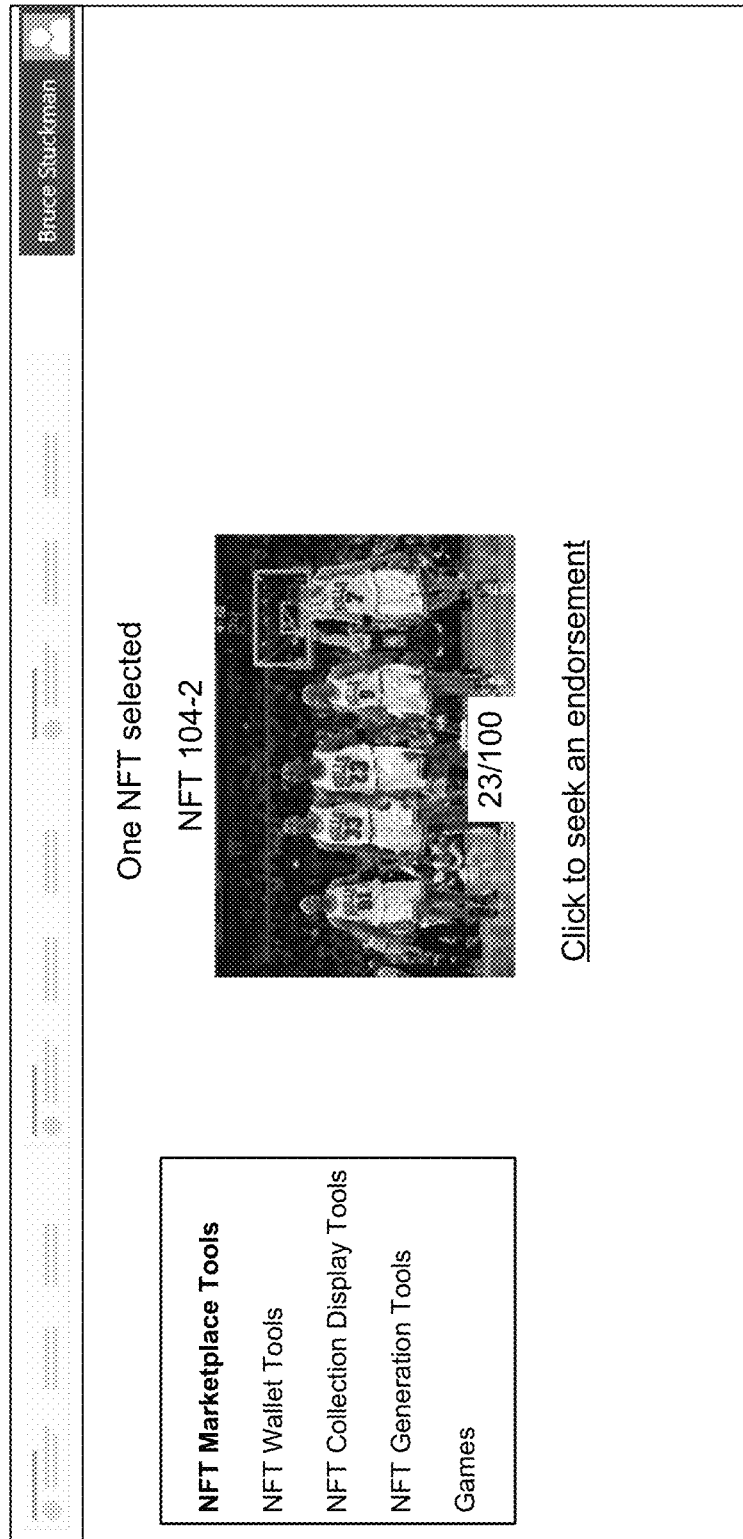 Bruce Stuckman
One NFT selected
NFT 104-2
23/100
Click to seek an endorsement
NFT Marketplace Tools
NFT Wallet Tools
NFT Collection Display Tools
NFT Generation Tools
Games